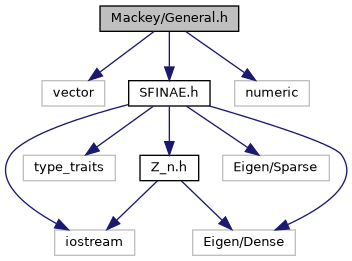 Mackey/General.h
vector
SFINAE.h
numeric
type_traits
Z_n.h
Eigen/Sparse
iostream
Eigen/Dense